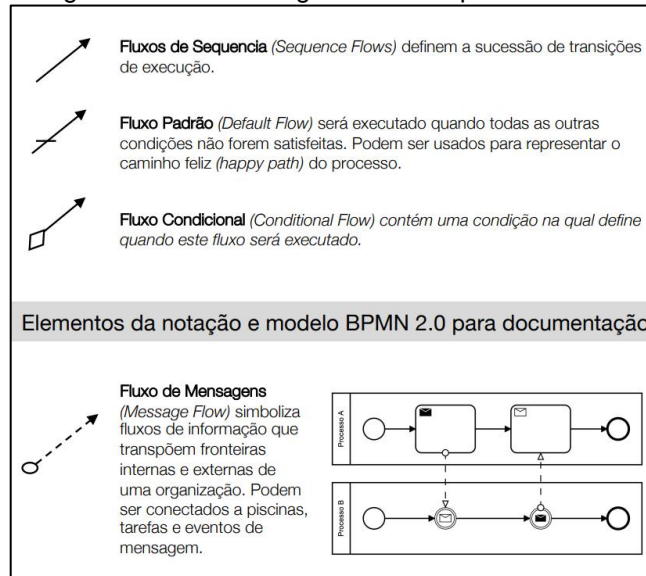 Fluxos de Sequencia (Sequence Flows) definem a sucessão de transições
de execução.
Fluxo Padrão (Default Flow) será executado quando todas as outras
condições não forem satisfeitas. Podem ser usados para representar o
caminho feliz (happy path) do processo.
Fluxo Condicional (Conditional Flow) contém uma condição na qual define
quando este fluxo será executado.
Elementos da notação e modelo BPMN 2.0 para documentação
Fluxo de Mensagens
(Message Flow) simboliza
fluxos de informação que
transpõem fronteiras
internas e externas de
uma organização. Podem
ser conectados a piscinas,
tarefas e eventos de
mensagem.
Processo A
Processo B